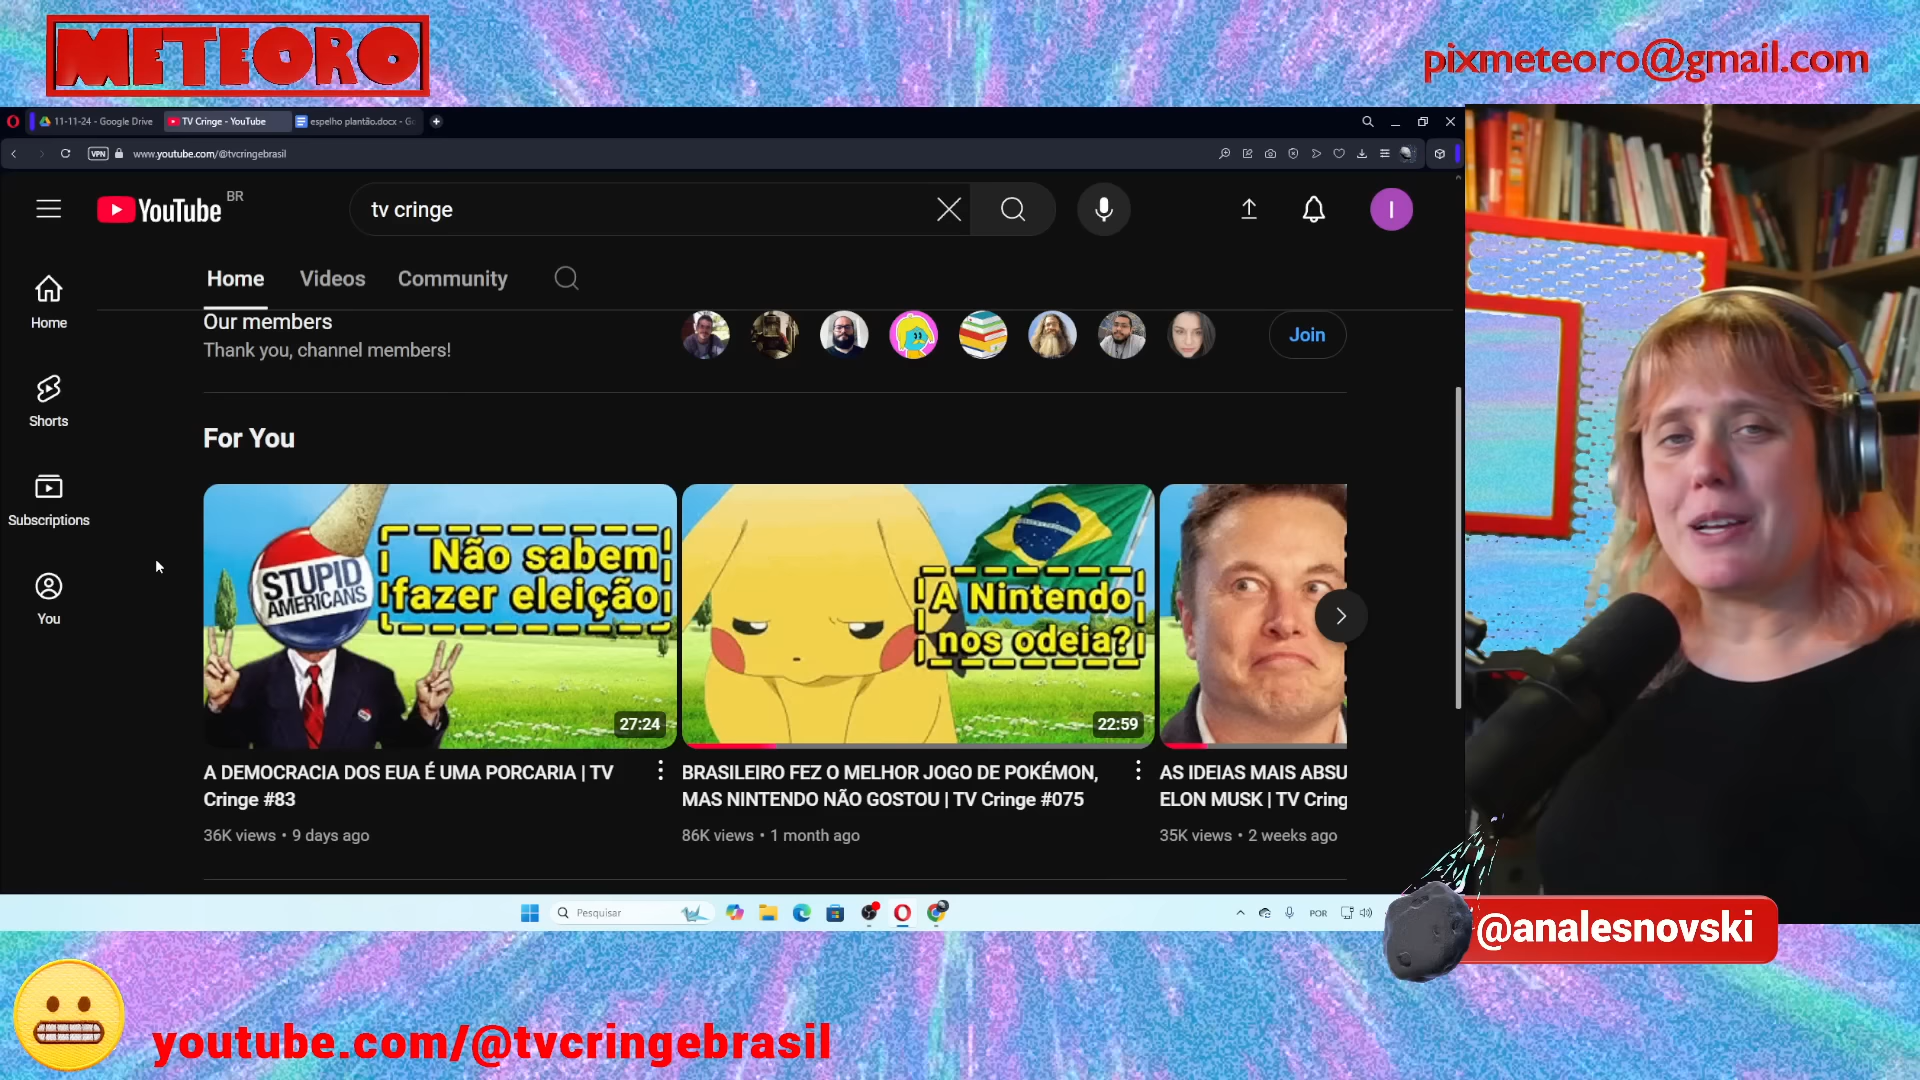 METEORO
pixmeteoro@gmail.com
11-11-24 - Google Drive
TV Cringe - YouTube
espelho plantão.docx - Go
VPN
www.youtube.com/@tvcringebrasil
YouTube BR
tv cringe
I
Home
Shorts
Subscriptions
You
Home Videos Community
Our members
Thank you, channel members!
Join
For You
STUPID
AMERICANS
Não sabem
fazer eleição
27:24
A Nintendo
nos odeia?
22:59
A DEMOCRACIA DOS EUA É UMA PORCARIA | TV
Cringe #83
36K views • 9 days ago
BRASILEIRO FEZ O MELHOR JOGO DE POKÉMON,
MAS NINTENDO NÃO GOSTOU | TV Cringe #075
86K views • 1 month ago
AS IDEIAS MAIS ABSU
ELON MUSK | TV Cring
35K views • 2 weeks ago
Pesquisar
POR
@analesnovski
youtube.com/@tvcringebrasil